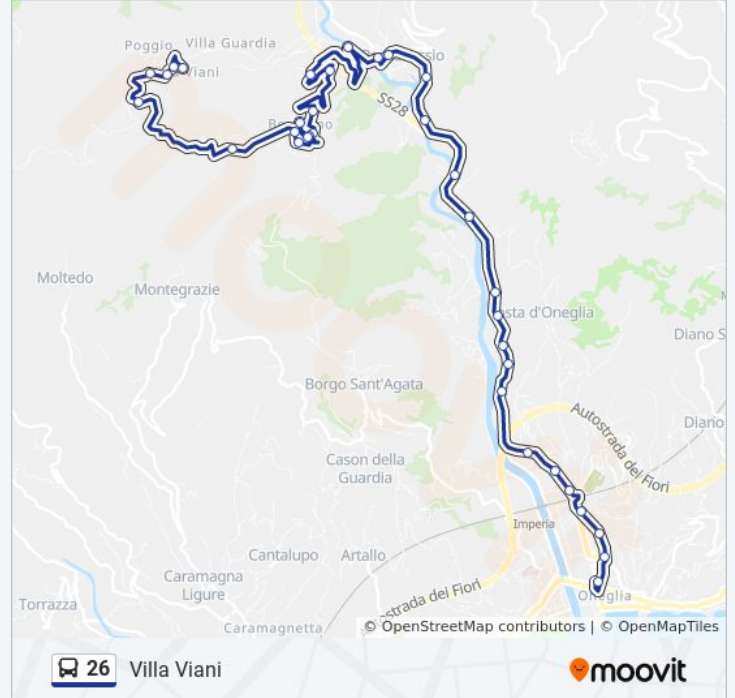 Poggio
Villa Guardia
Viani
SS28
Moltedo
Montegrazie
Costa d'Oneglia
Diano S
Borgo Sant'Agata
Autostrada dei Fiori
Diano
Cason della
Guardia
Imperia
Cantalupo
Artallo
Caramagna
Ligure
Autostrada dei Fiori
Torrazza
Oneglia
Caramagnetta
© OpenStreetMap contributors | © OpenMapTiles
26
Villa Viani
moovit